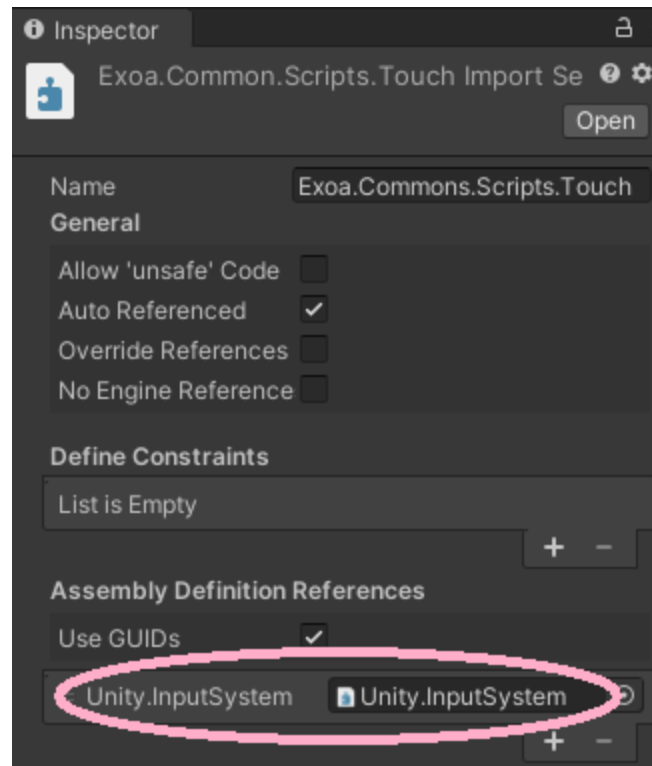 Inspector
Exoa.Common.Scripts.Touch Import Se
Open
Name Exoa.Commons.Scripts.Touch
General
Allow 'unsafe' Code
Auto Referenced
Override References
No Engine Reference
Define Constraints
List is Empty
+ −
Assembly Definition References
Use GUIDs
Unity.InputSystem Unity.InputSystem
+ −